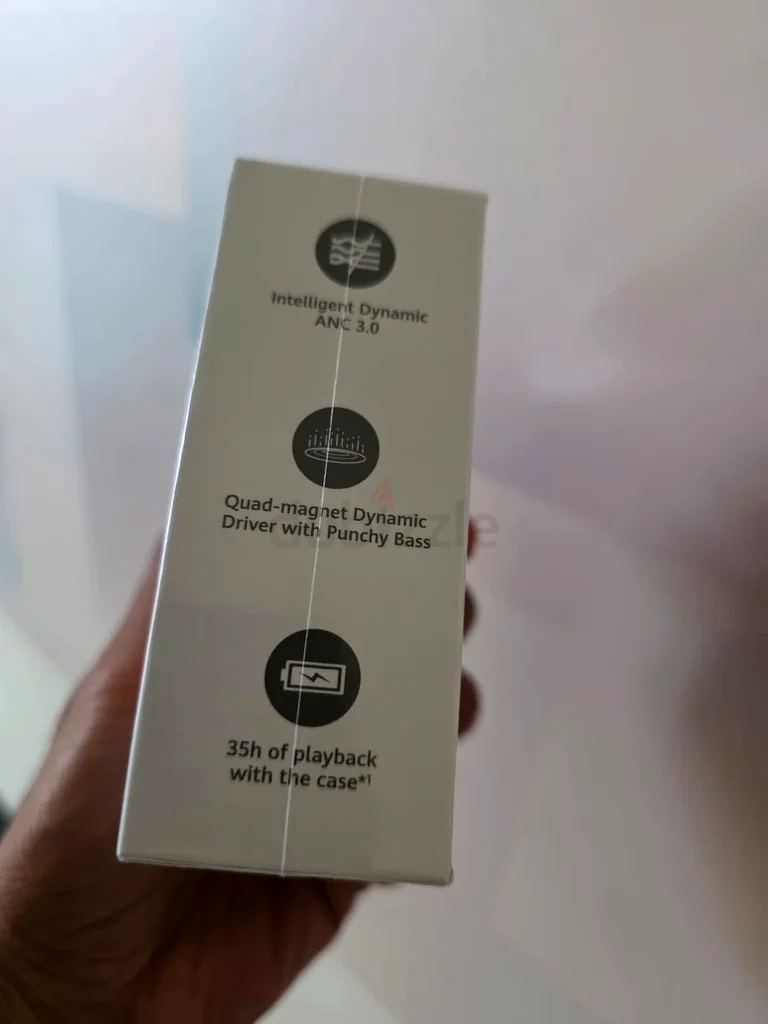 Intelligent Dynamic
ANC 3.0
Quad-magnet Dynamic
Driver with Punchy Bass
dubizzle
35h of playback
with the case*1